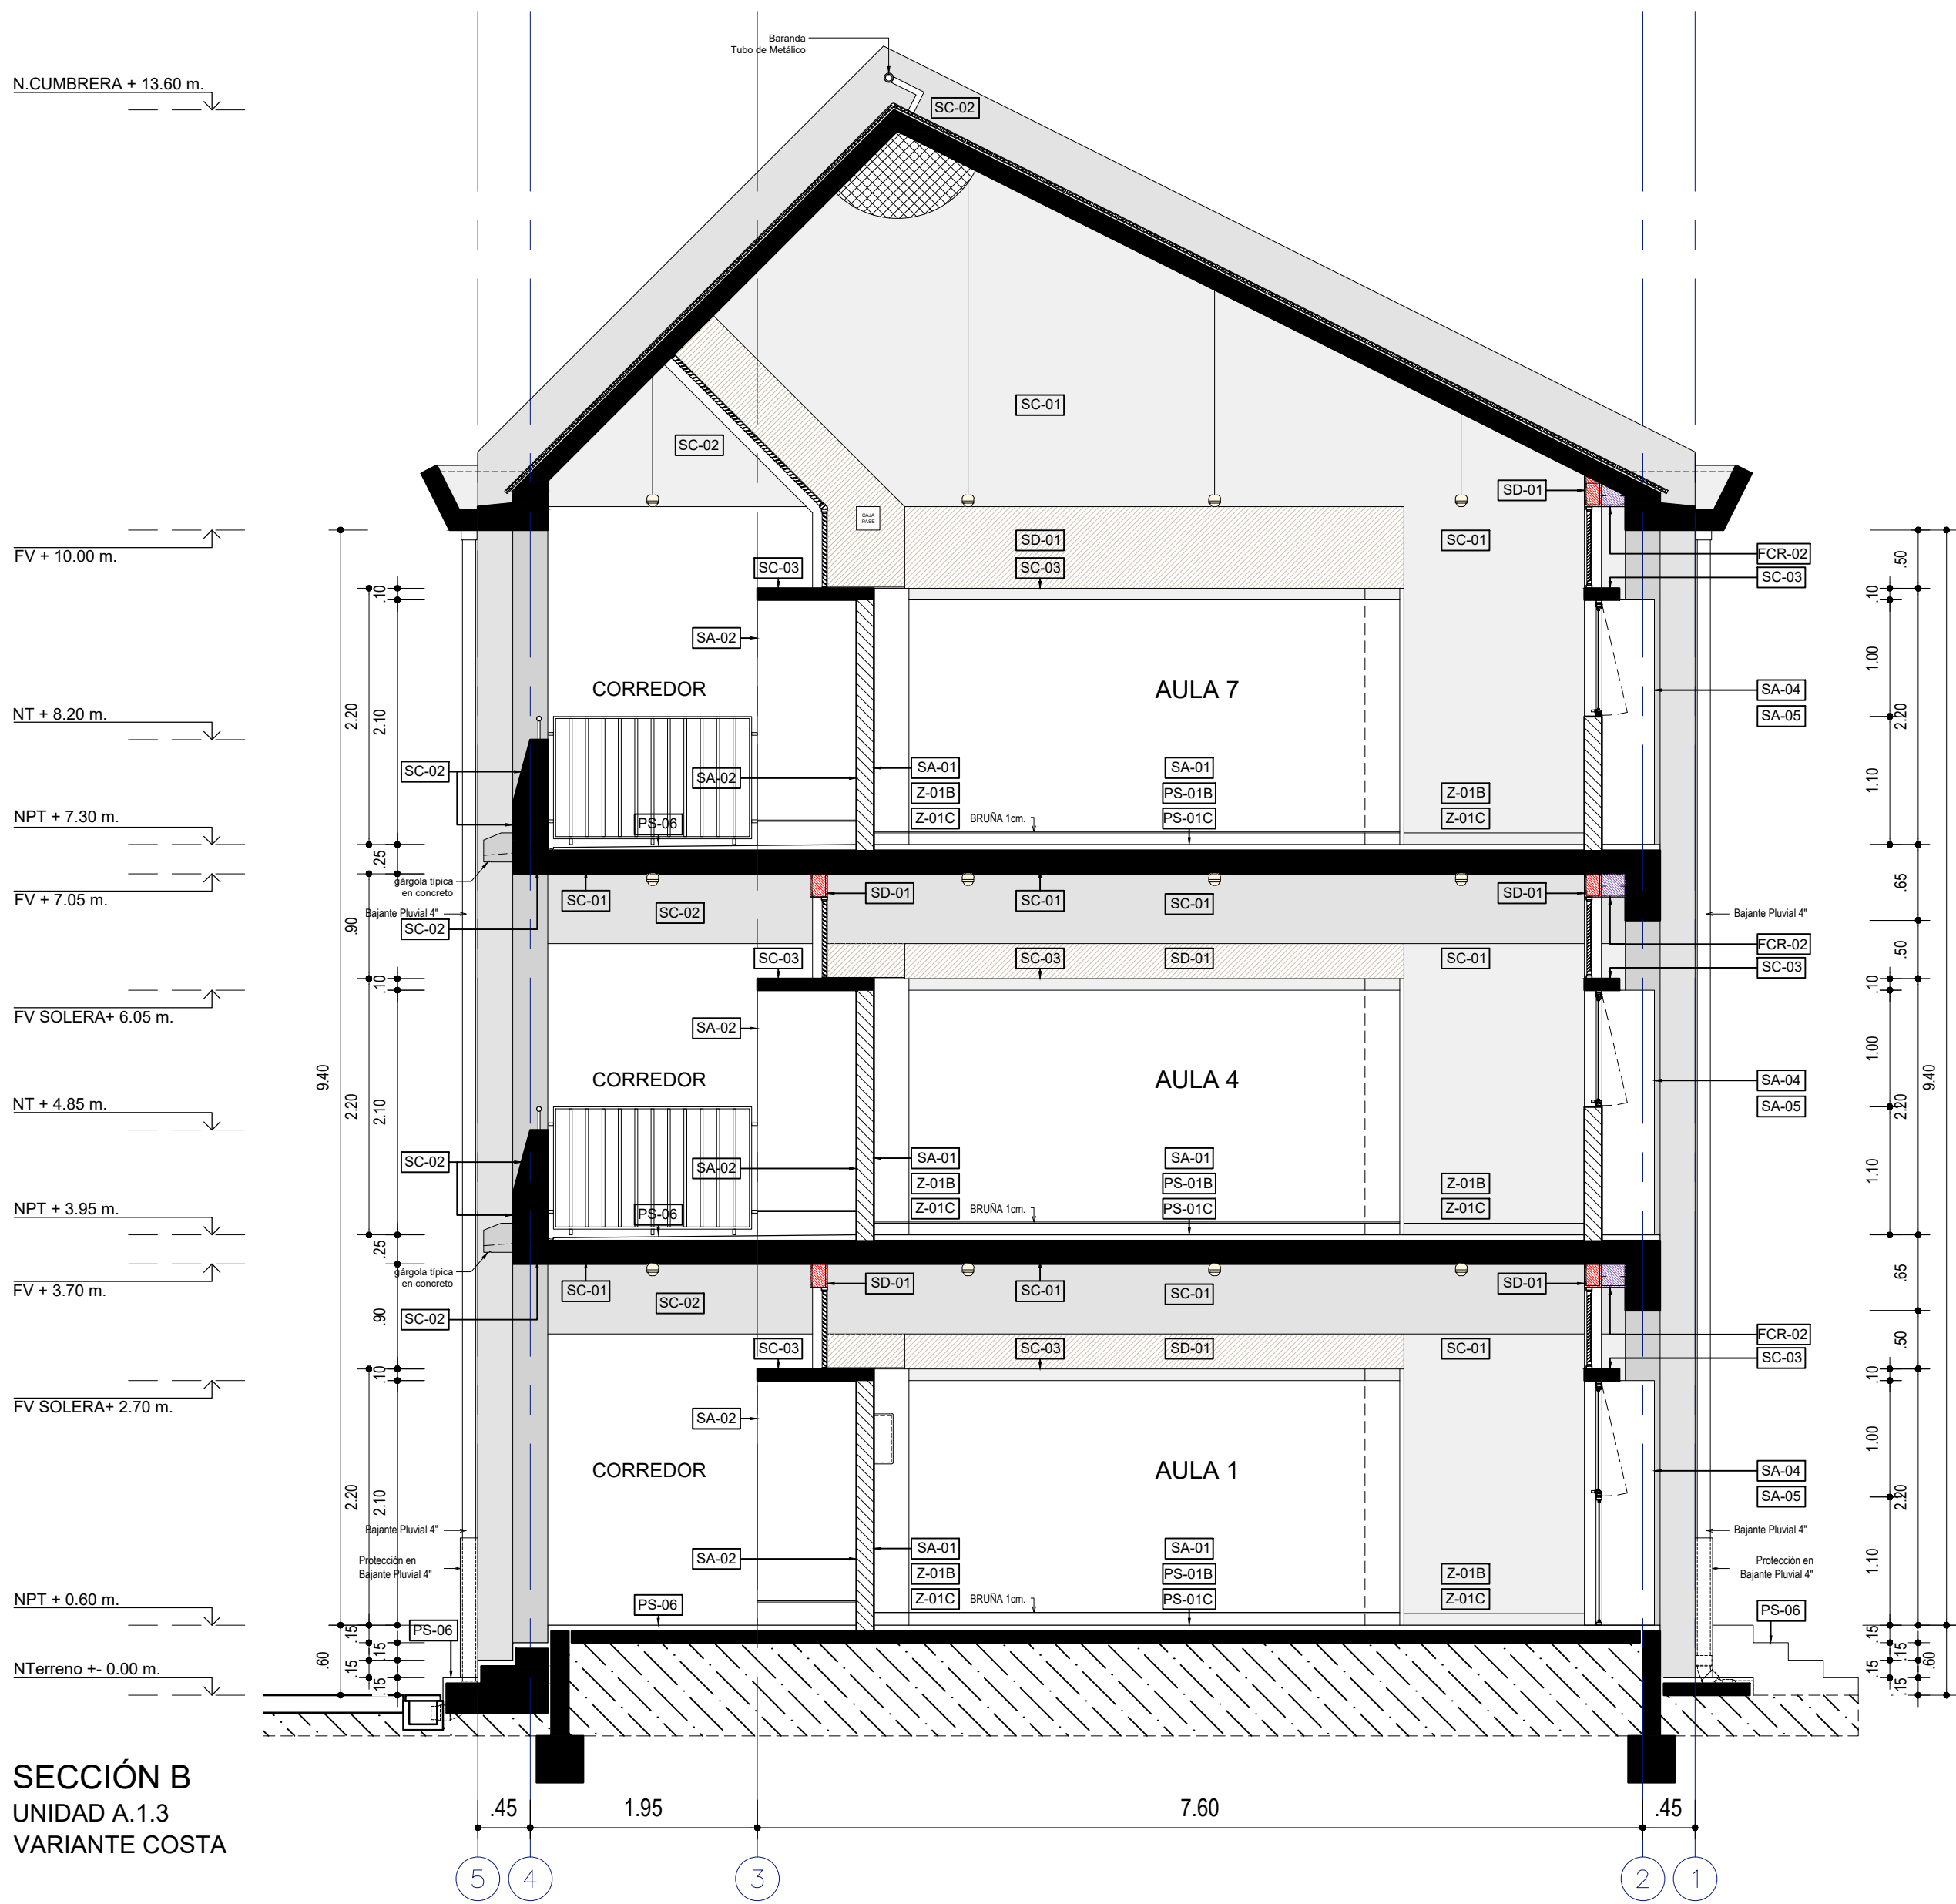 Baranda
Tubo de Metálico
N.CUMBRERA + 13.60 m.
SC-02
SC-01
SC-02
SD-01
CAJA
PASE
FV + 10.00 m.
SD-01
SC-01
SC-03
SC-03
FCR-02
SC-03
.50
.10
.10
SA-02
CORREDOR
AULA 7
SA-04
SA-05
1.00
2.20
NT + 8.20 m.
2.20
2.10
SC-02
SA-02
SA-01
Z-01B
Z-01C
SA-01
PS-01B
PS-01C
Z-01B
Z-01C
1.10
NPT + 7.30 m.
PS-06
BRUÑA 1cm.
.25
gárgola típica
en concreto
FV + 7.05 m.
SC-01
SC-02
SD-01
SC-01
SC-01
SD-01
.65
Bajante Pluvial 4"
SC-02
.90
Bajante Pluvial 4"
SC-03
SC-03
SD-01
SC-01
FCR-02
SC-03
.50
.10
.10
FV SOLERA+ 6.05 m.
SA-02
9.40
CORREDOR
AULA 4
SA-04
SA-05
1.00
2.20
9.40
NT + 4.85 m.
2.20
2.10
SC-02
SA-02
SA-01
Z-01B
Z-01C
SA-01
PS-01B
PS-01C
Z-01B
Z-01C
1.10
NPT + 3.95 m.
PS-06
BRUÑA 1cm.
.25
gárgola típica
en concreto
FV + 3.70 m.
SC-01
SC-02
SD-01
SC-01
SC-01
SD-01
.65
.90
SC-02
SC-03
SC-03
SD-01
SC-01
FCR-02
SC-03
.50
.10
.10
FV SOLERA+ 2.70 m.
SA-02
CORREDOR
AULA 1
SA-04
SA-05
1.00
2.20
2.20
2.10
Bajante Pluvial 4"
Protección en
Bajante Pluvial 4"
SA-02
SA-01
Z-01B
Z-01C
SA-01
PS-01B
PS-01C
Z-01B
Z-01C
Bajante Pluvial 4"
Protección en
Bajante Pluvial 4"
1.10
NPT + 0.60 m.
PS-06
PS-06
BRUÑA 1cm.
PS-06
NTerreno +- 0.00 m.
.60
.15
.15
.15
.15
.15
.15
.15
.15
.60
SECCIÓN B
UNIDAD A.1.3
VARIANTE COSTA
.45
1.95
7.60
.45
5
4
3
2
1